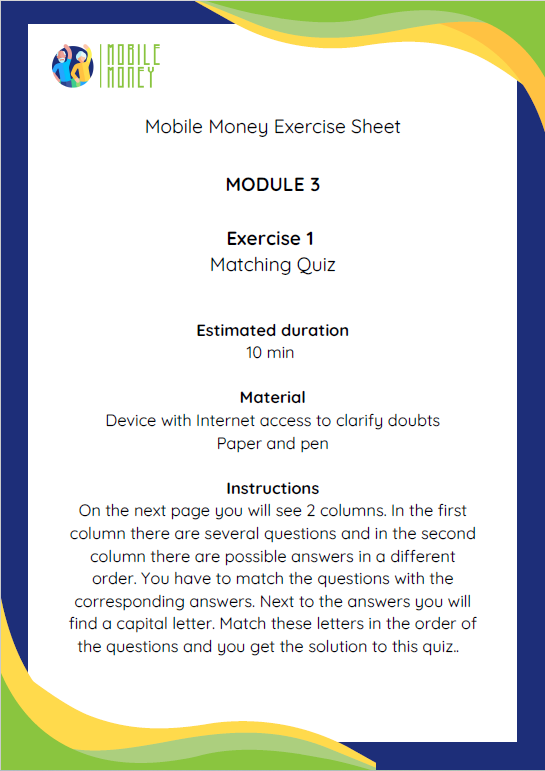 MOBILE
MONEY
Mobile Money Exercise Sheet
MODULE 3
Exercise 1
Matching Quiz
Estimated duration
10 min
Material
Device with Internet access to clarify doubts
Paper and pen
Instructions
On the next page you will see 2 columns. In the first
column there are several questions and in the second
column there are possible answers in a different
order. You have to match the questions with the
corresponding answers. Next to the answers you will
find a capital letter. Match these letters in the order of
the questions and you get the solution to this quiz..